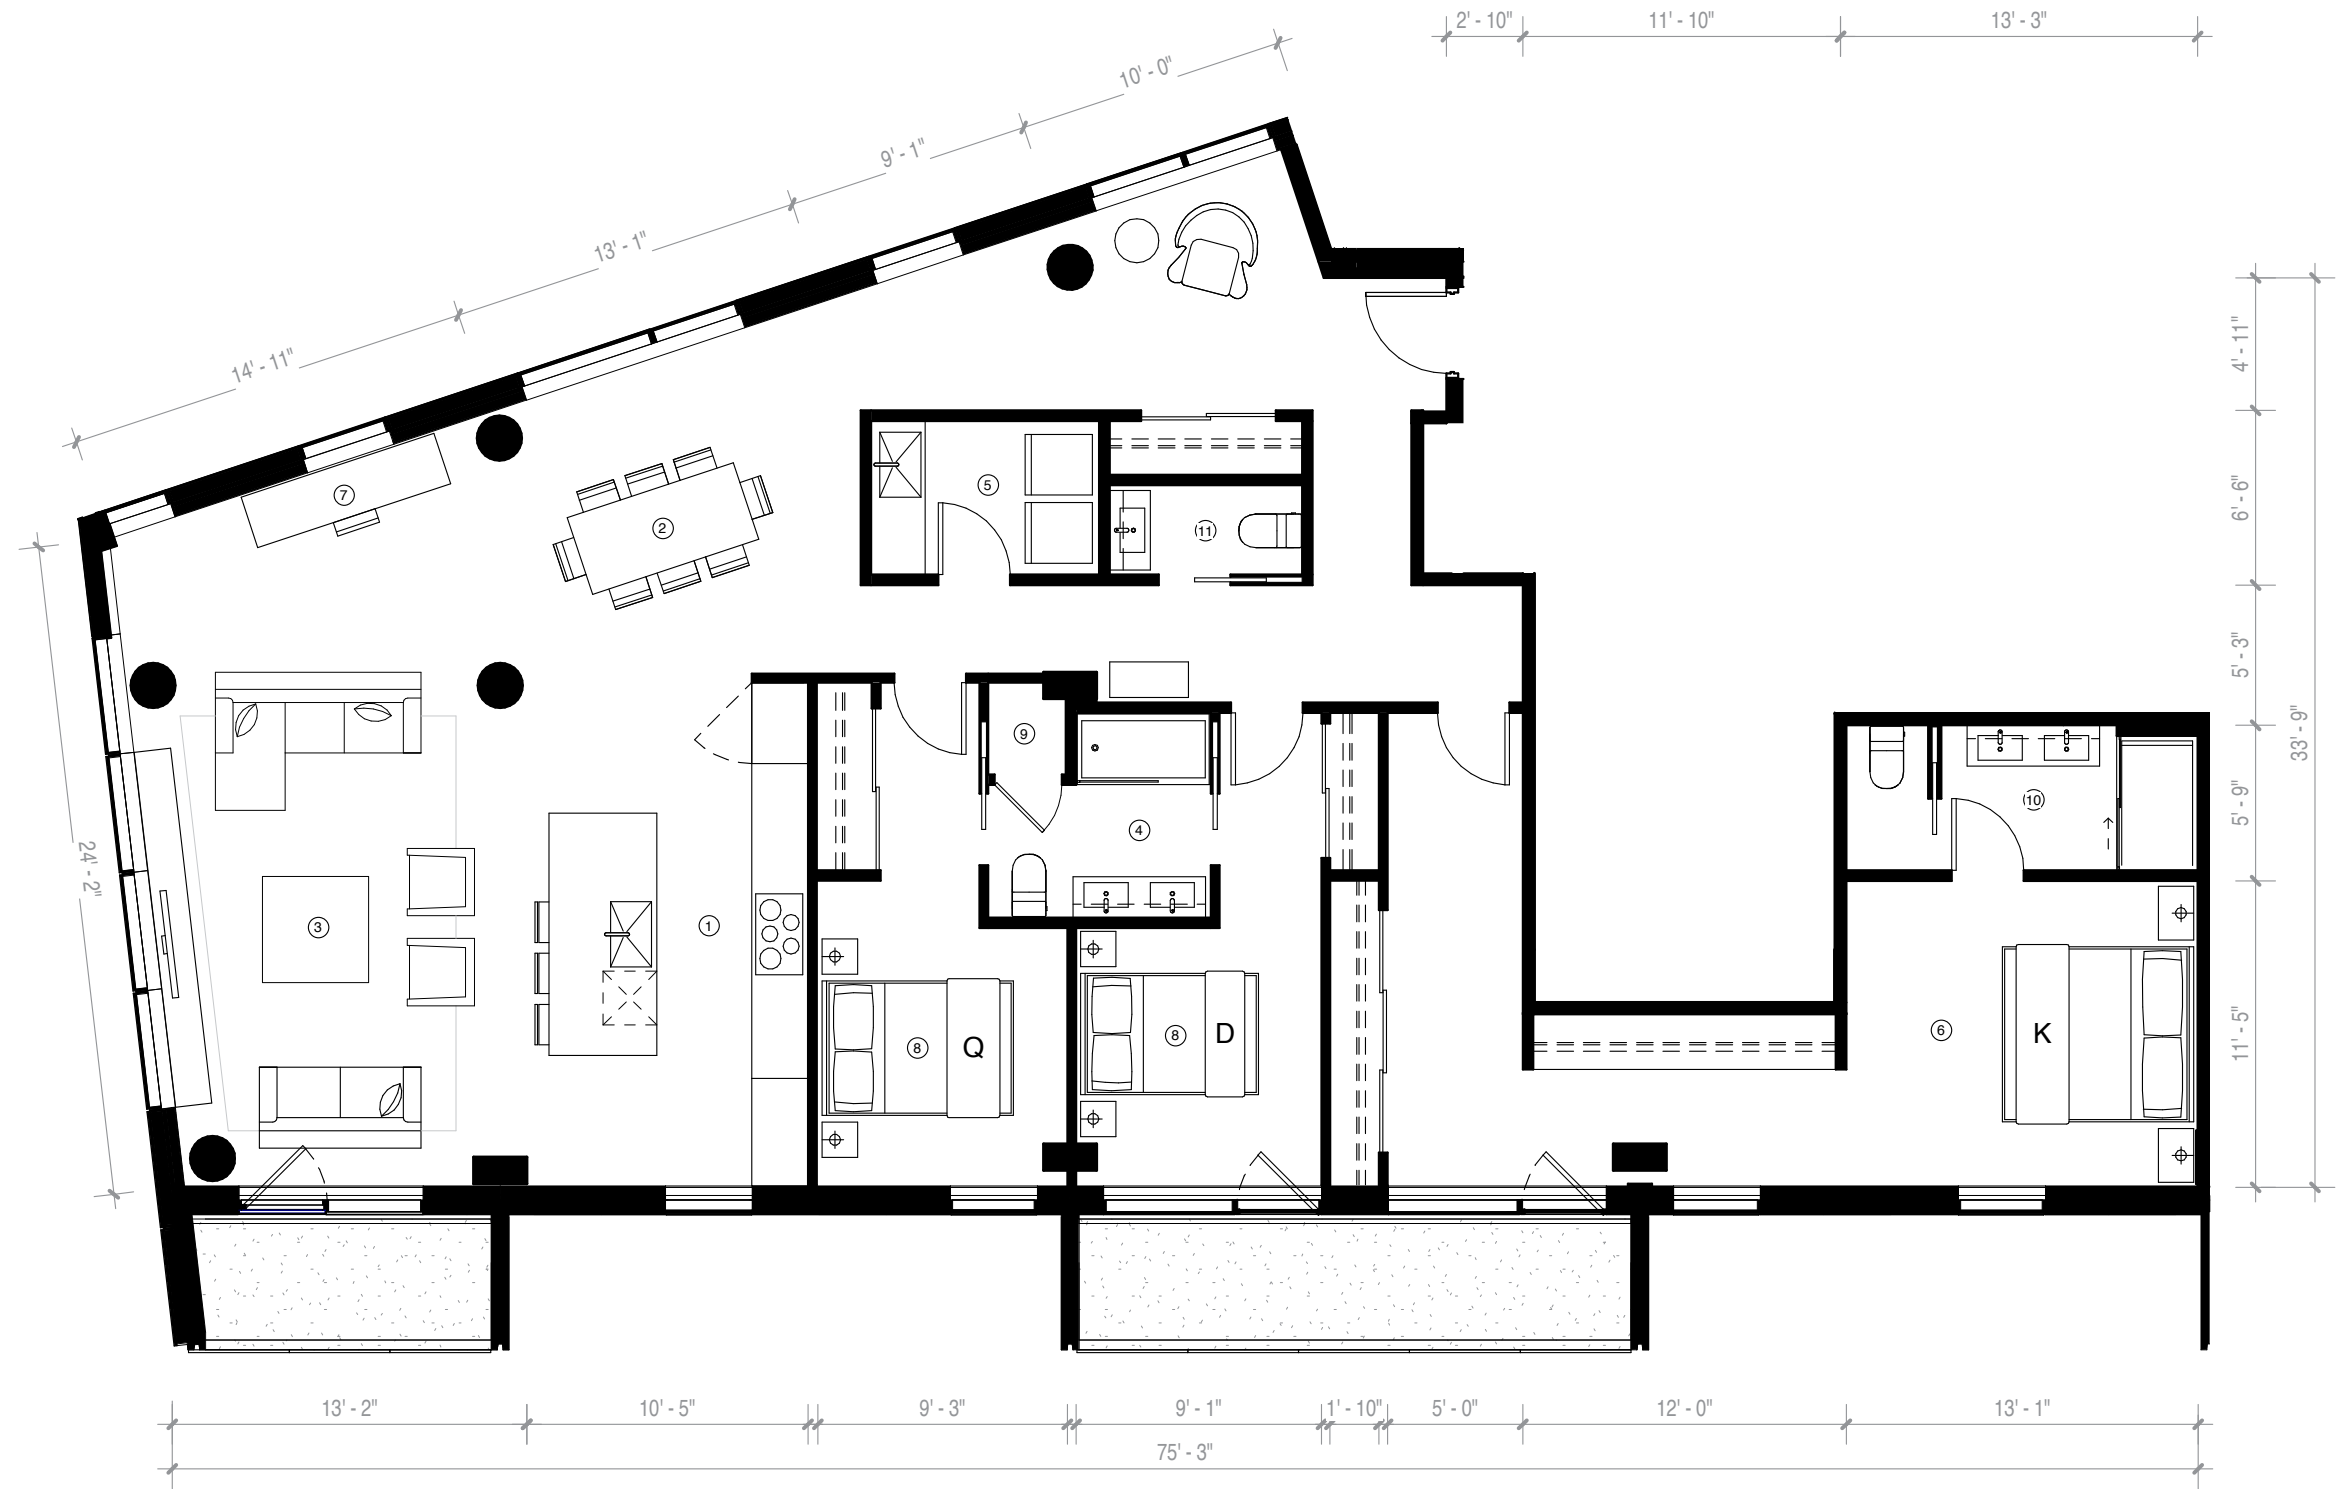 2' - 10" 11' - 10" 13' - 3"
10' - 0"
9' - 1"
13' - 1"
14' - 11"
4' - 11"
7
5
2
11
6' - 6"
5' - 3"
33' - 9"
9
10
4
5' - 9"
24' - 2"
3
1
8 Q
8 D
6 K
11' - 5"
13' - 2" 10' - 5" 9' - 3" 9' - 1" 1' - 10" 5' - 0" 12' - 0" 13' - 1"
75' - 3"